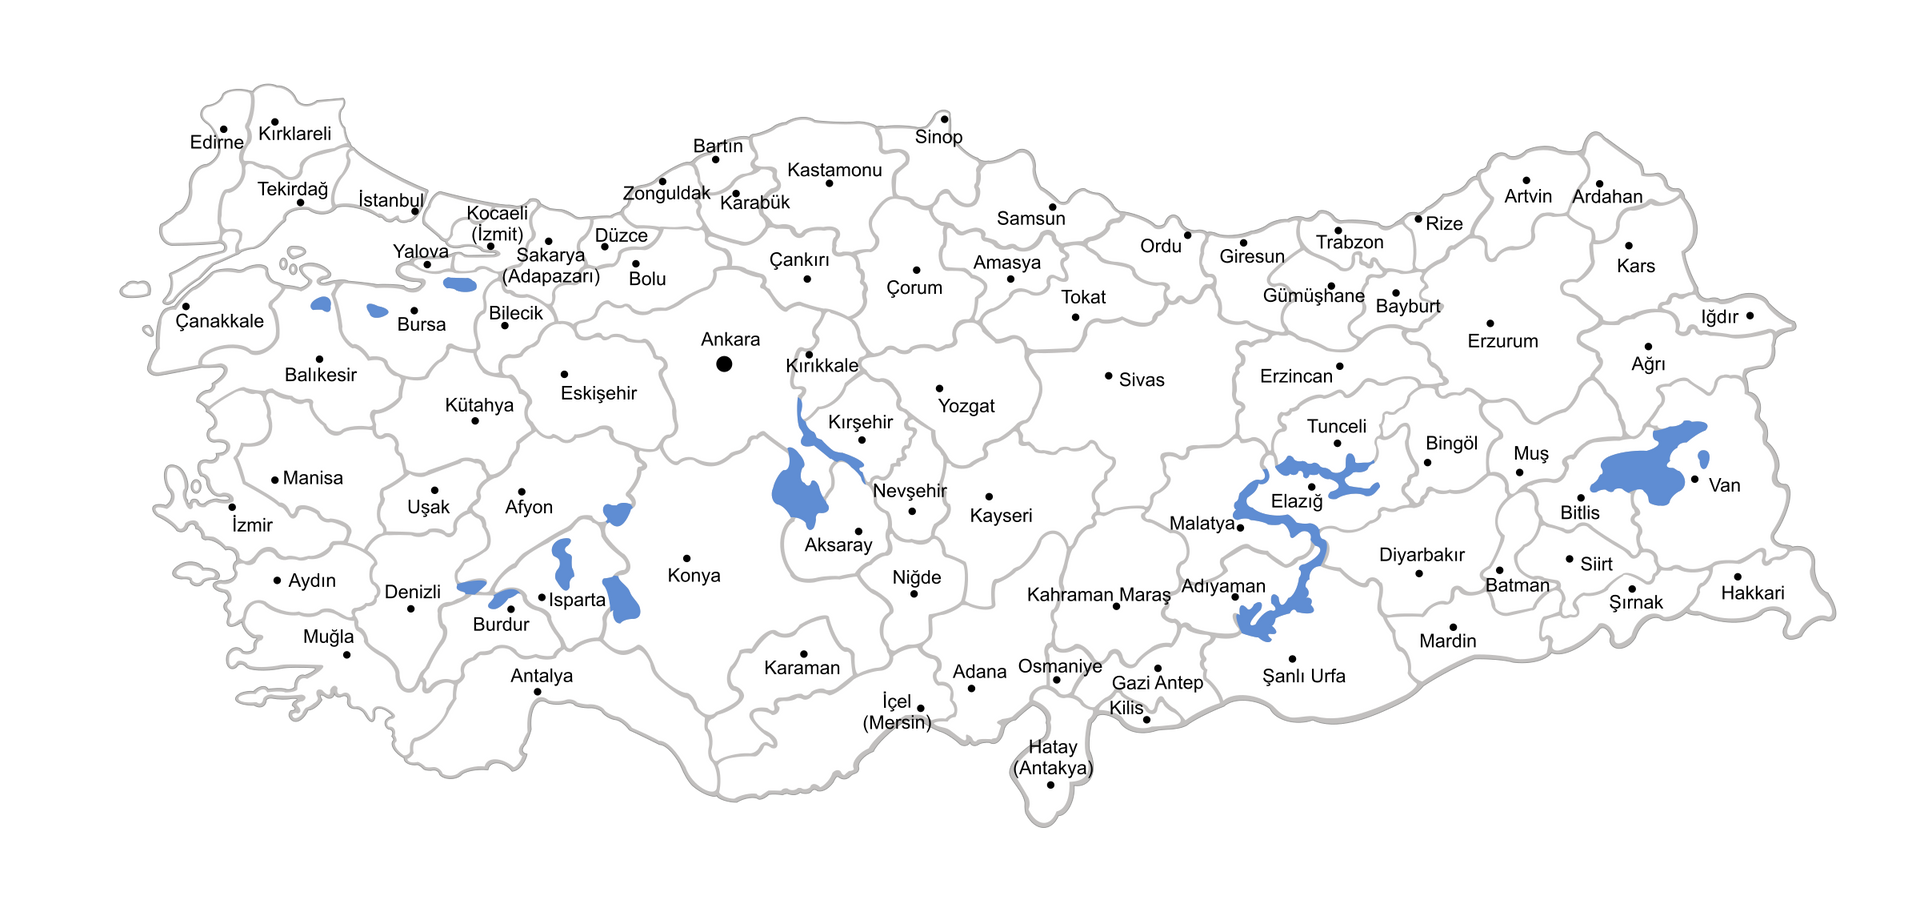 Edirne
Kırklareli
Tekirdağ
İstanbul
Kocaeli
(İzmit)
Yalova
Sakarya
(Adapazarı)
Düzce
Bolu
Zonguldak
Bartın
Karabük
Kastamonu
Sinop
Samsun
Çankırı
Çorum
Amasya
Tokat
Ordu
Giresun
Trabzon
Rize
Artvin
Ardahan
Kars
Gümüşhane
Bayburt
Erzurum
Iğdır
Ağrı
Çanakkale
Balıkesir
Bursa
Bilecik
Eskişehir
Kütahya
Ankara
Kırıkkale
Kırşehir
Yozgat
Sivas
Erzincan
Tunceli
Bingöl
Muş
Van
Bitlis
Manisa
İzmir
Uşak
Afyon
Aksaray
Nevşehir
Kayseri
Malatya
Elazığ
Diyarbakır
Batman
Siirt
Şırnak
Hakkari
Aydın
Denizli
Muğla
Burdur
Isparta
Konya
Niğde
Kahraman Maraş
Adıyaman
Mardin
Antalya
Karaman
İçel
(Mersin)
Adana
Osmaniye
Gazi Antep
Kilis
Şanlı Urfa
Hatay
(Antakya)